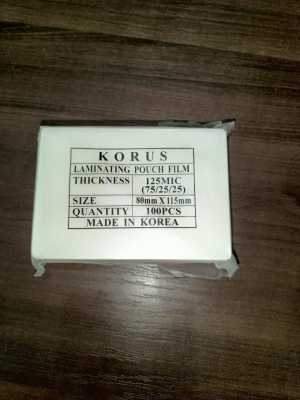 KORUS
LAMINATING POUCH FILM
THICKNESS 125MIC
(75/25/25)
SIZE 80mm X 115mm
QUANTITY 100PCS
MADE IN KOREA